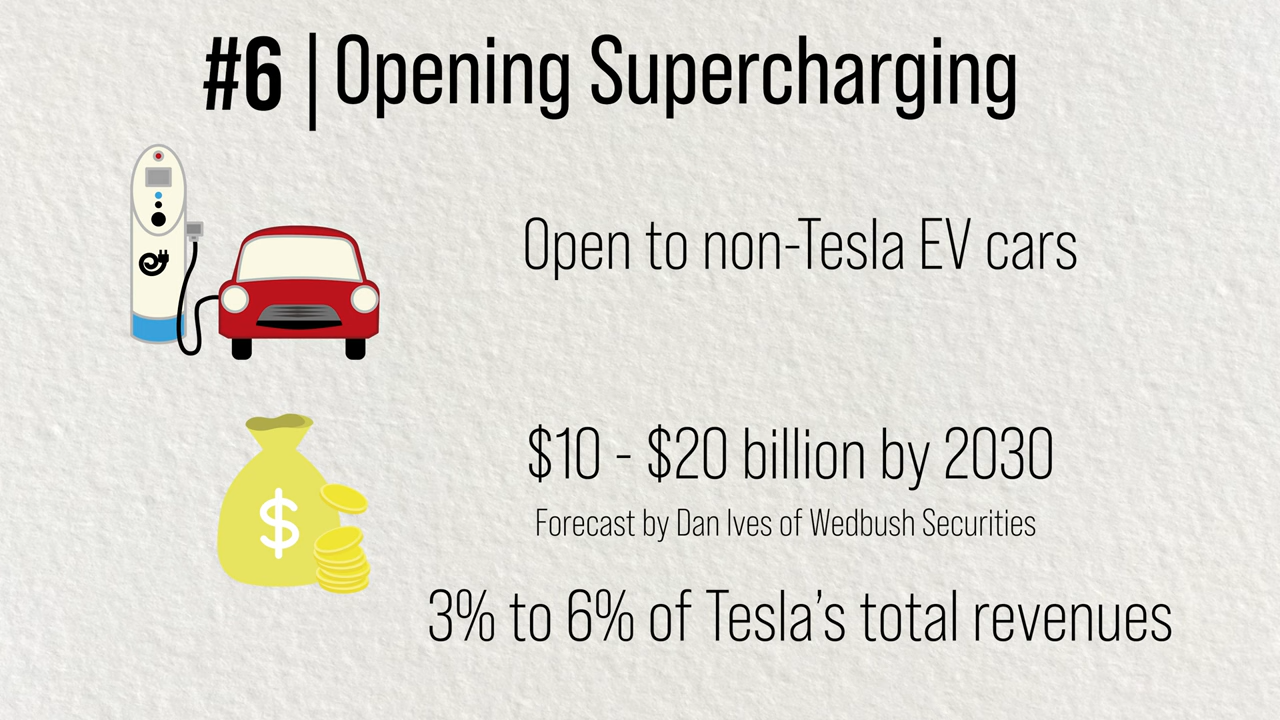 #6 | Opening Supercharging
Open to non-Tesla EV cars
$
$10 - $20 billion by 2030
Forecast by Dan Ives of Wedbush Securities
3% to 6% of Tesla's total revenues